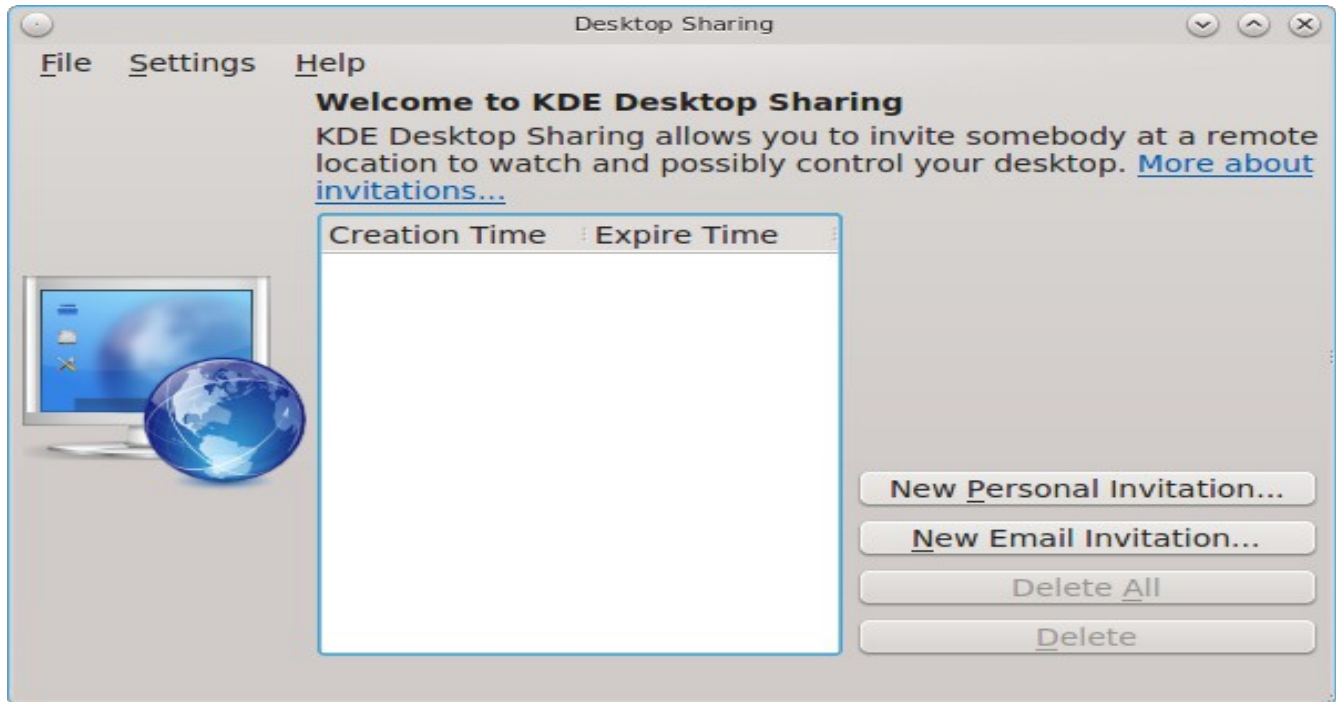 Desktop Sharing
File Settings Help
Welcome to KDE Desktop Sharing
KDE Desktop Sharing allows you to invite somebody at a remote
location to watch and possibly control your desktop. More about
invitations...
Creation Time Expire Time
New Personal Invitation...
New Email Invitation...
Delete All
Delete